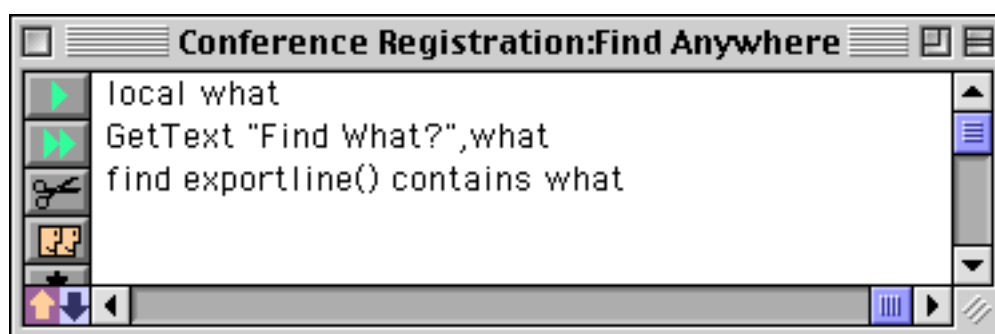 Conference Registration:Find Anywhere
local what
GetText "Find What?",what
find exportline() contains what